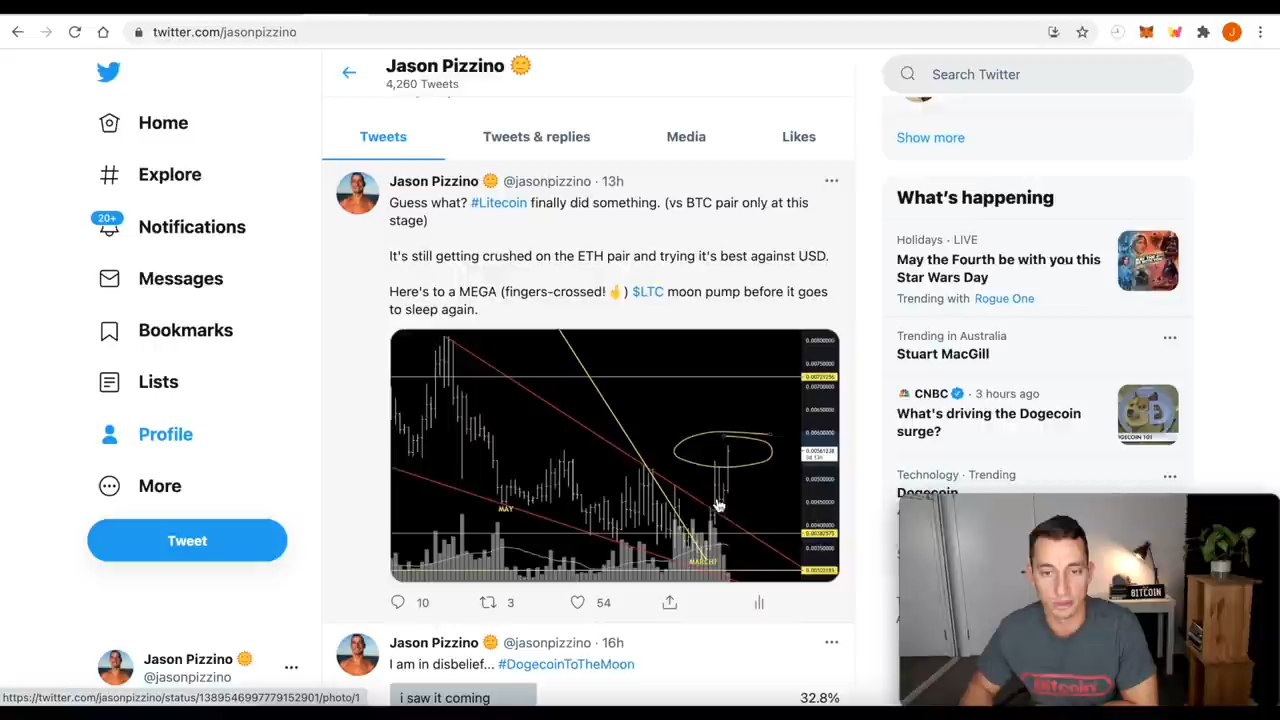 twitter.com/jasonpizzino
Jason Pizzino
4,260 Tweets
Search Twitter
Home
Explore
20+
Notifications
Messages
Bookmarks
Lists
Profile
More
Tweet
Jason Pizzino
@jasonpizzino
https://twitter.com/jasonpizzino/status/1389546997779152901/photo/1
Tweets
Tweets & replies
Media
Likes
Jason Pizzino @jasonpizzino · 13h
Guess what? #Litecoin finally did something. (vs BTC pair only at this
stage)
It's still getting crushed on the ETH pair and trying it's best against USD.
Here's to a MEGA (fingers-crossed! ) $LTC moon pump before it goes
to sleep again.
MAY
MARCH?
10
3
54
Jason Pizzino @jasonpizzino · 16h
I am in disbelief... #DogecoinToTheMoon
i saw it coming
32.8%
Show more
What's happening
Holidays · LIVE
May the Fourth be with you this
Star Wars Day
Trending with Rogue One
Trending in Australia
Stuart MacGill
CNBC · 3 hours ago
What's driving the Dogecoin
surge?
Technology · Trending
Dogecoin
J
BITCOIN
Bitcoin